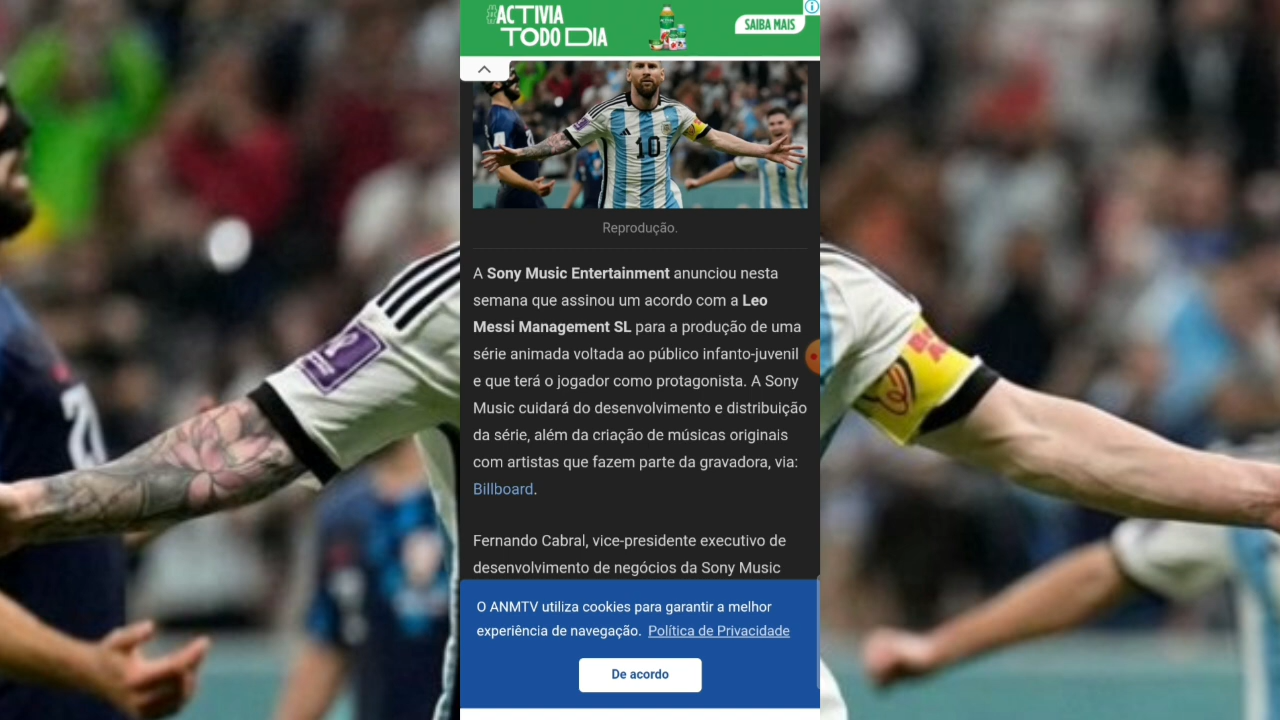 #ACTIVIA
TODO DIA
SAIBA MAIS
10
Reprodução.
A Sony Music Entertainment anunciou nesta
semana que assinou um acordo com a Leo
Messi Management SL para a produção de uma
série animada voltada ao público infanto-juvenil
e que terá o jogador como protagonista. A Sony
Music cuidará do desenvolvimento e distribuição
da série, além da criação de músicas originais
com artistas que fazem parte da gravadora, via:
Billboard.
Fernando Cabral, vice-presidente executivo de
desenvolvimento de negócios da Sony Music
O ANMTV utiliza cookies para garantir a melhor
experiência de navegação. Política de Privacidade
De acordo